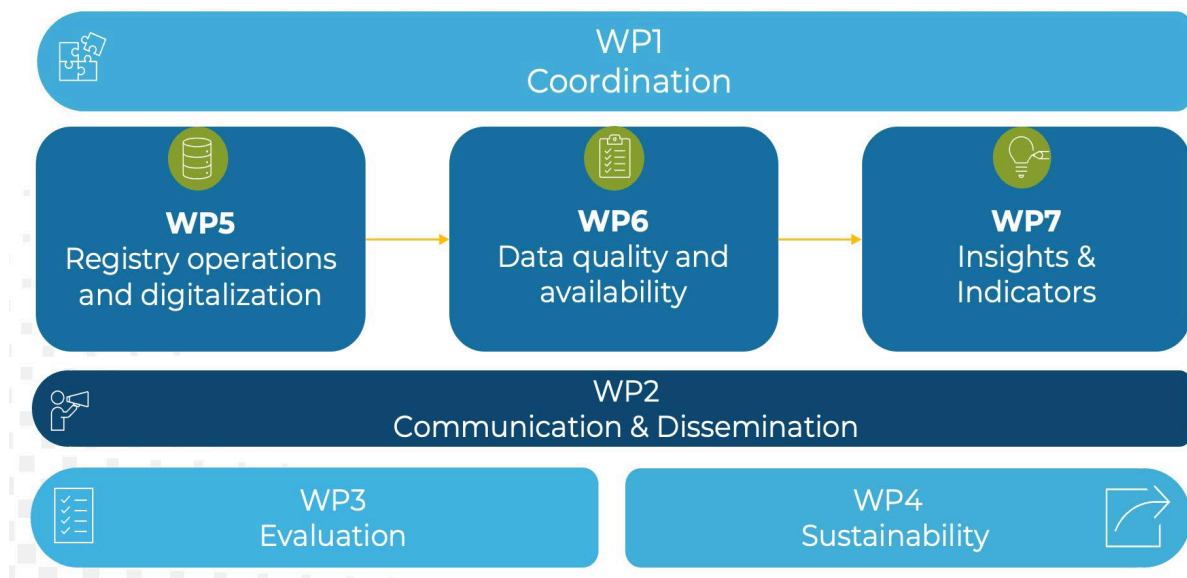 WP1
Coordination
WP5
Registry operations
and digitalization
WP6
Data quality and
availability
WP7
Insights &
Indicators
WP2
Communication & Dissemination
WP3
Evaluation
WP4
Sustainability